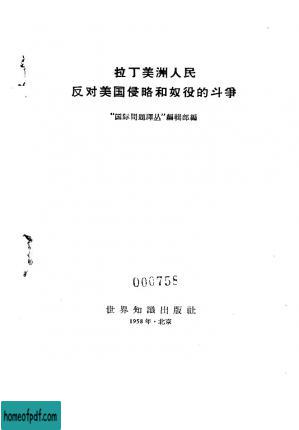 拉丁美洲人民
反对美国侵略和奴役的斗爭
“国际問題譯丛”編輯部編
000758
世界知識出版社
1958年·北京
homeofpdf.com